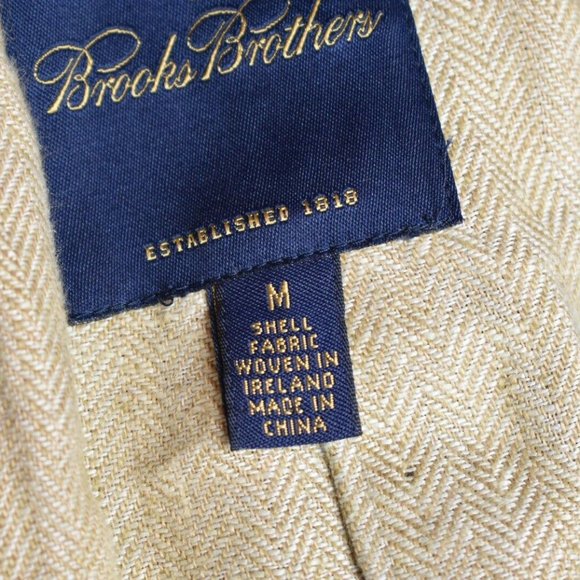 Brooks Brothers
ESTABLISHED 1818
M
SHELL
FABRIC
WOVEN IN
IRELAND
MADE IN
CHINA